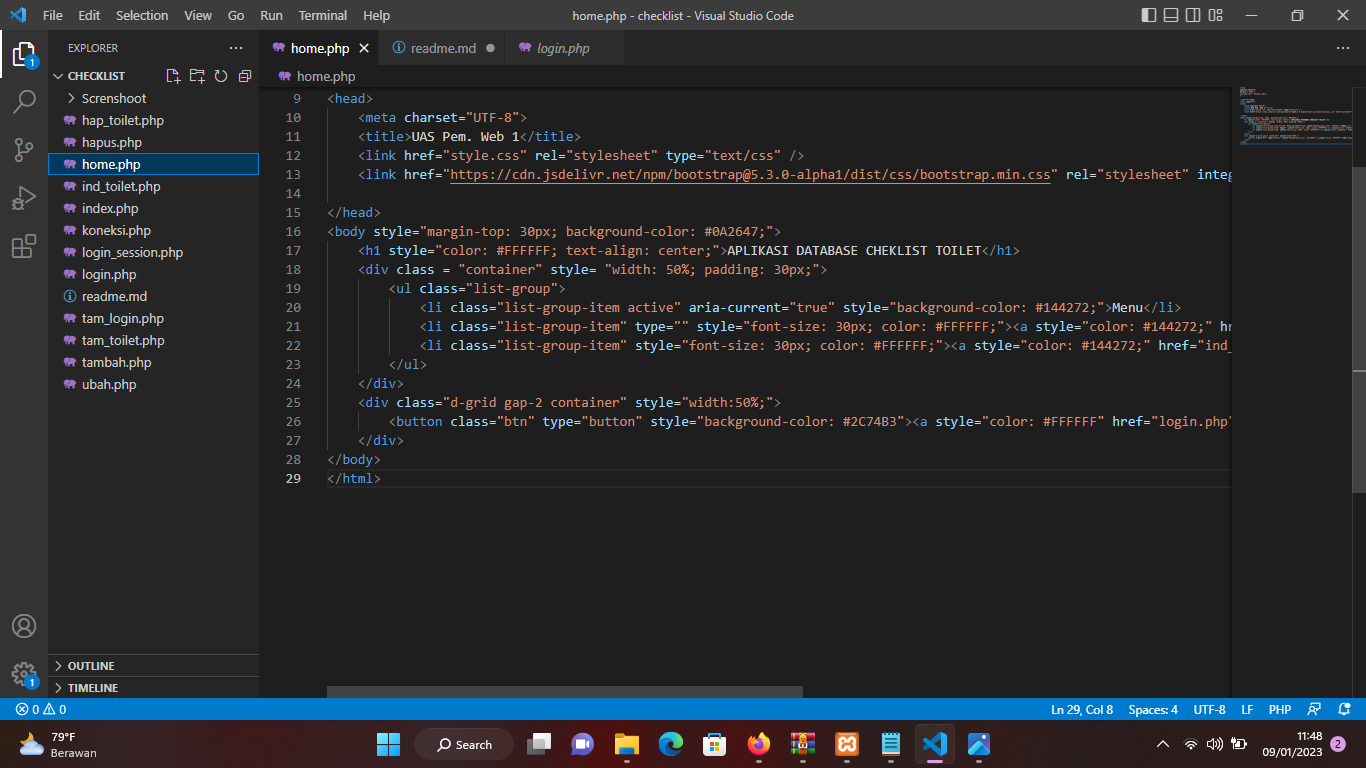 File Edit Selection View Go Run Terminal Help home.php - checklist - Visual Studio Code
EXPLORER
CHECKLIST
Screnshoot
hap_toilet.php
hapus.php
home.php
ind_toilet.php
index.php
koneksi.php
login_session.php
login.php
readme.md
tam_login.php
tam_toilet.php
tambah.php
ubah.php
OUTLINE
TIMELINE
1
1
home.php readme.md login.php
home.php
9 <head>
10 <meta charset="UTF-8">
11 <title>UAS Pem. Web 1</title>
12 <link href="style.css" rel="stylesheet" type="text/css" />
13 <link href="https://cdn.jsdelivr.net/npm/bootstrap@5.3.0-alpha1/dist/css/bootstrap.min.css" rel="stylesheet" integ
14
15 </head>
16 <body style="margin-top: 30px; background-color: #0A2647;">
17 <h1 style="color: #FFFFFF; text-align: center;">APLIKASI DATABASE CHEKLIST TOILET</h1>
18 <div class = "container" style= "width: 50%; padding: 30px;">
19 <ul class="list-group">
20 <li class="list-group-item active" aria-current="true" style="background-color: #144272;">Menu</li>
21 <li class="list-group-item" type="" style="font-size: 30px; color: #FFFFFF;"><a style="color: #144272;" hr
22 <li class="list-group-item" style="font-size: 30px; color: #FFFFFF;"><a style="color: #144272;" href="ind_
23 </ul>
24 </div>
25 <div class="d-grid gap-2 container" style="width:50%;">
26 <button class="btn" type="button" style="background-color: #2C74B3"><a style="color: #FFFFFF" href="login.php"
27 </div>
28 </body>
29 </html>
0 0 Ln 29, Col 8 Spaces: 4 UTF-8 LF PHP
79°F
Berawan
Search
11:48
09/01/2023
2